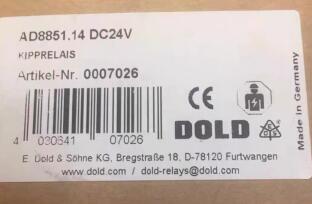 AD8851.14 DC24V
KIPPRELAIS
Artikel-Nr. 0007026
CE
4 030641 07026
DOLD
E. Dold & Söhne KG, Bregstraße 18, D-78120 Furtwangen
www.dold.com / dold-relays@dold.com
Made in Germany